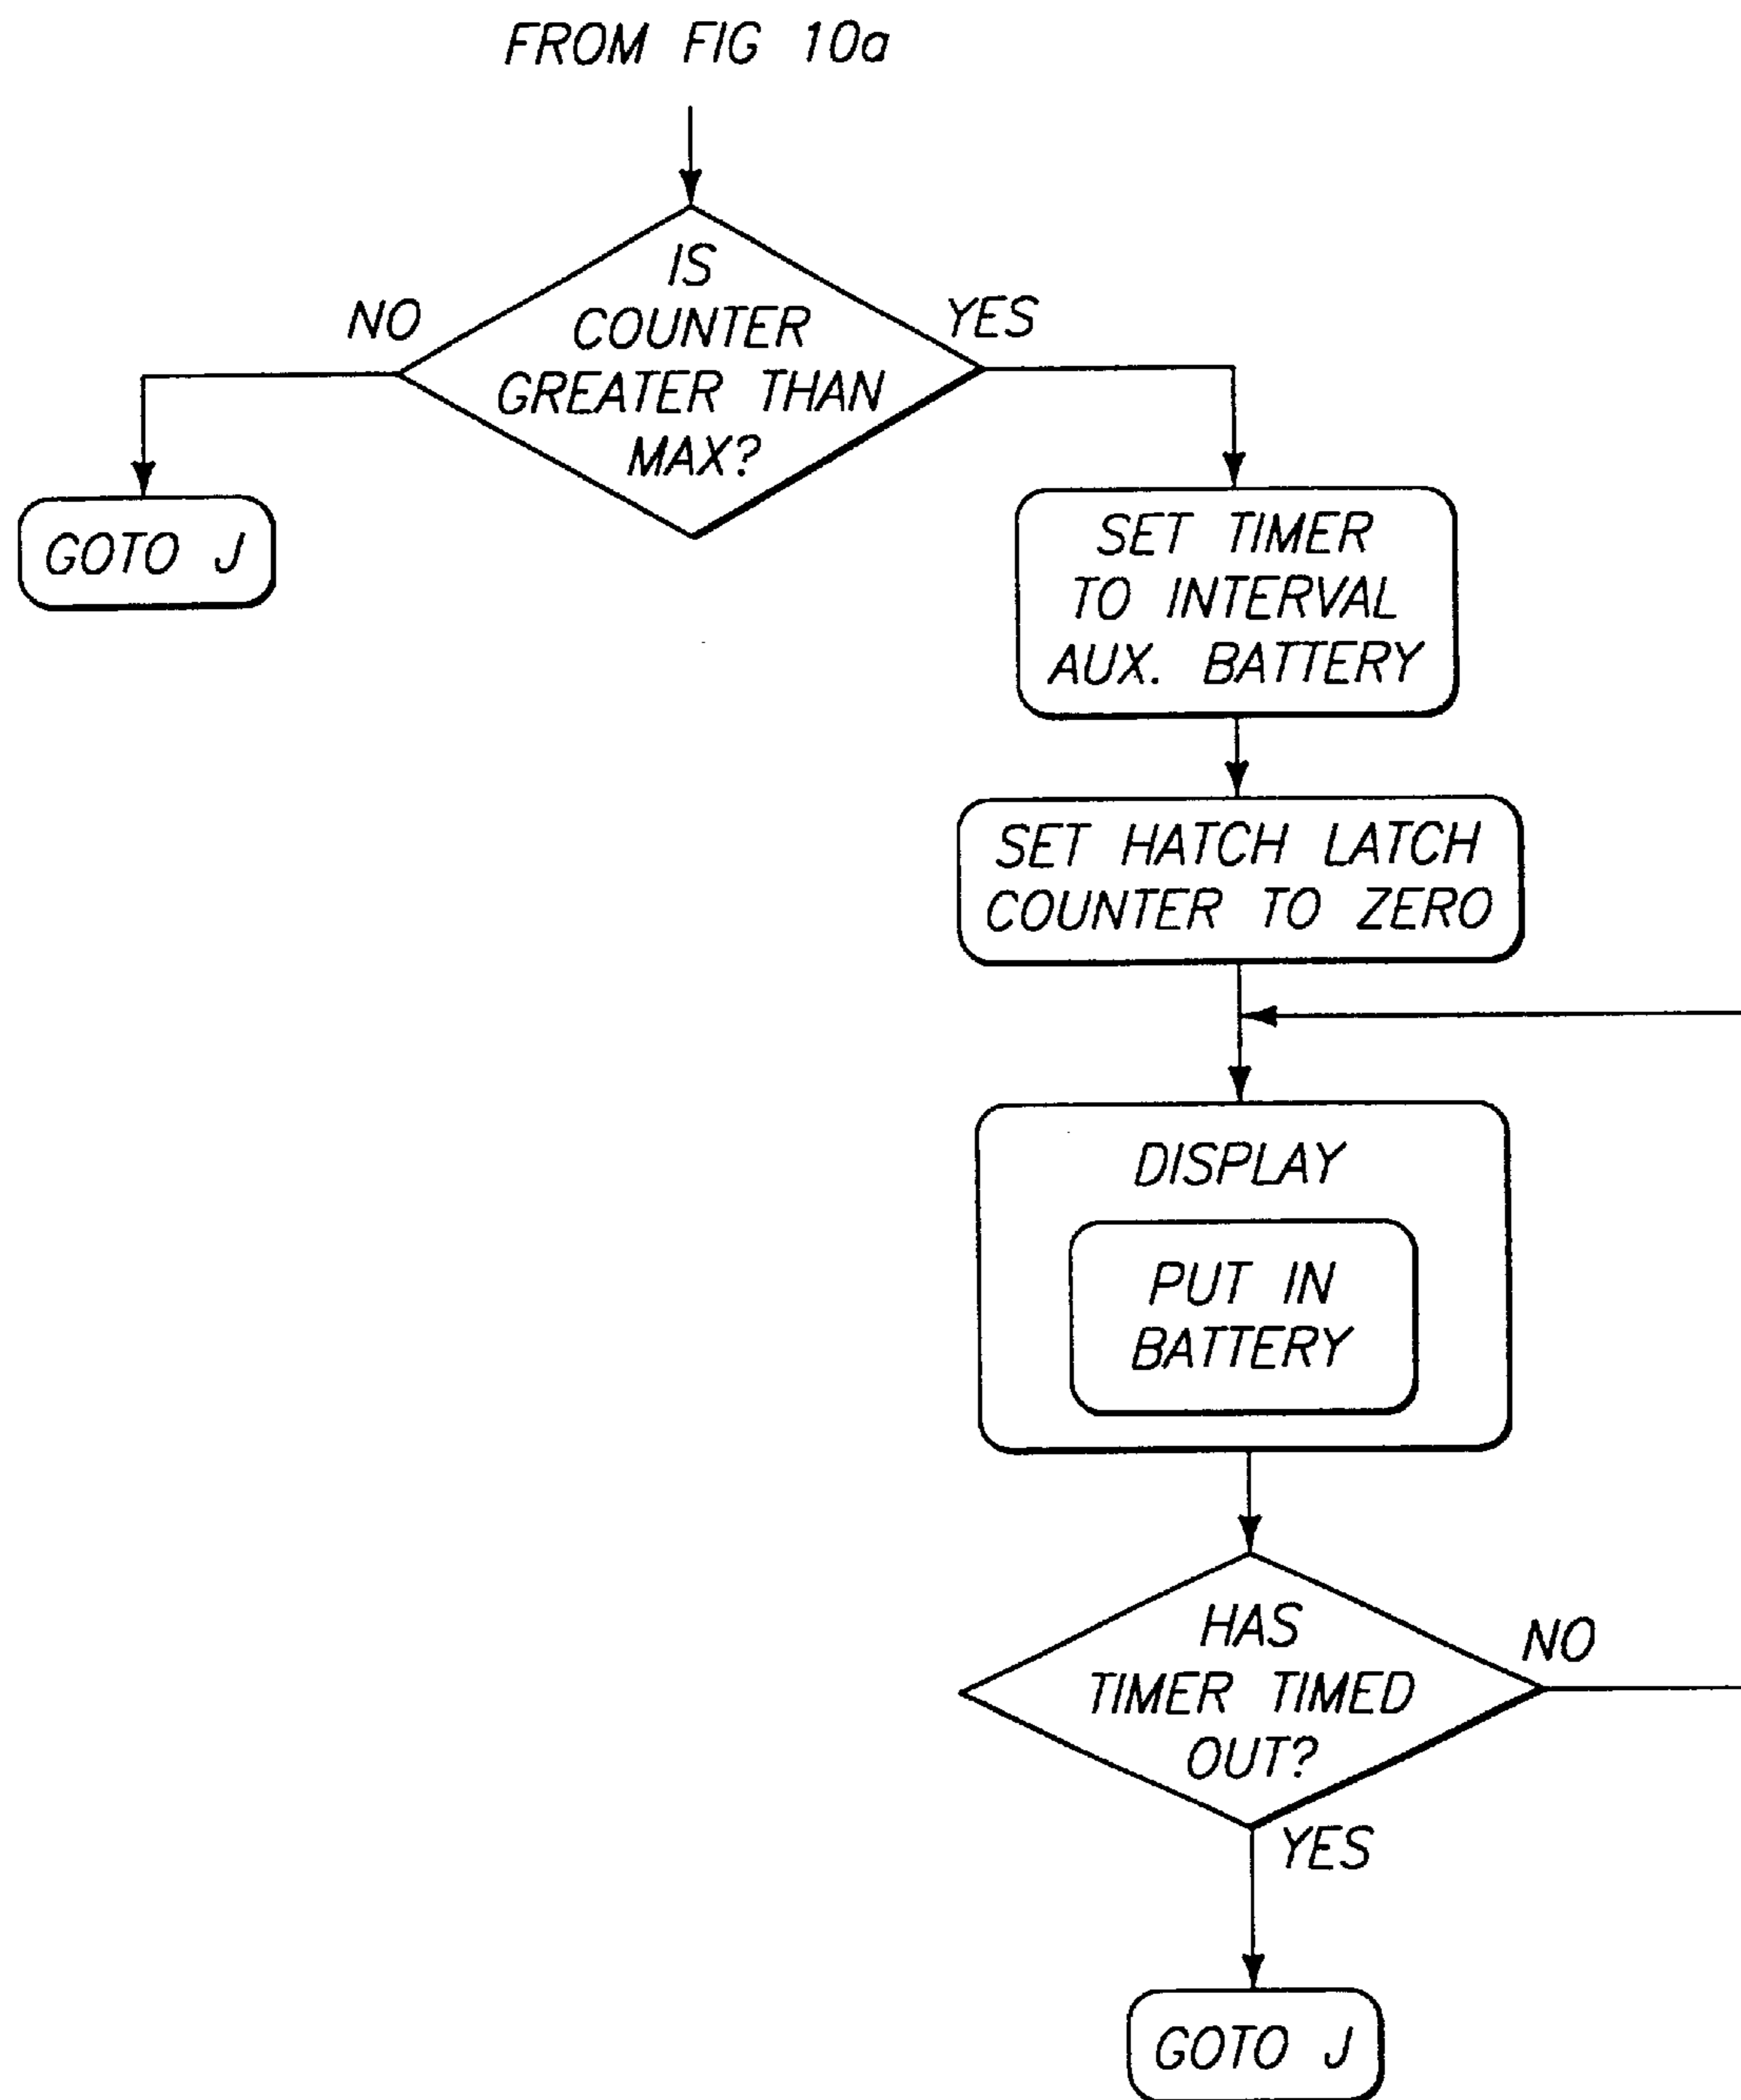 FROM FIG 10a
IS
COUNTER
GREATER THAN
MAX?
NO
YES
GOTO J
SET TIMER
TO INTERVAL
AUX. BATTERY
SET HATCH LATCH
COUNTER TO ZERO
DISPLAY
PUT IN
BATTERY
HAS
TIMER TIMED
OUT?
NO
YES
GOTO J